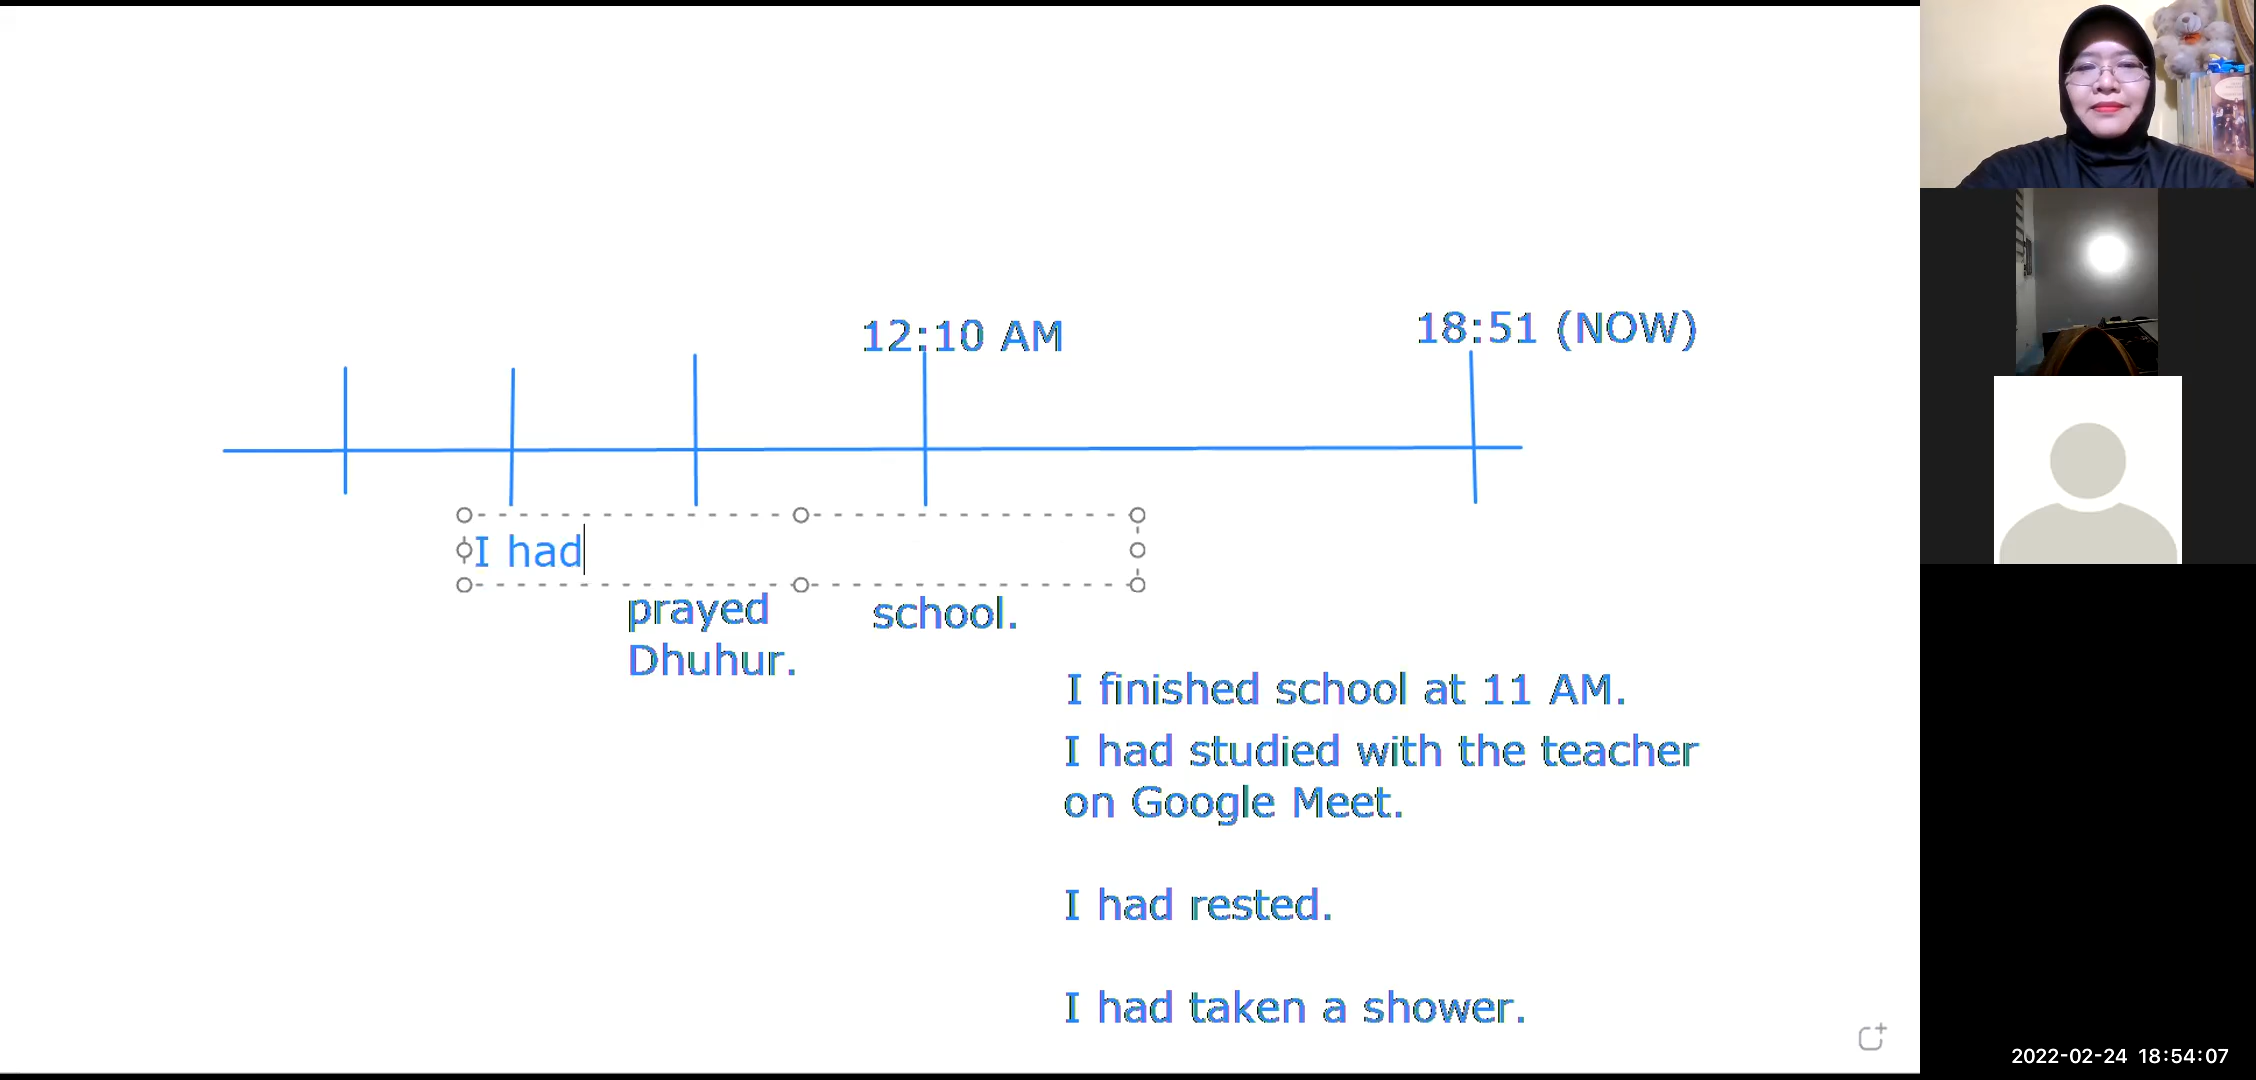 12:10 AM
18:51 (NOW)
I had
prayed
Dhuhur.
school.
I finished school at 11 AM.
I had studied with the teacher
on Google Meet.
I had rested.
I had taken a shower.
2022-02-24 18:54:07